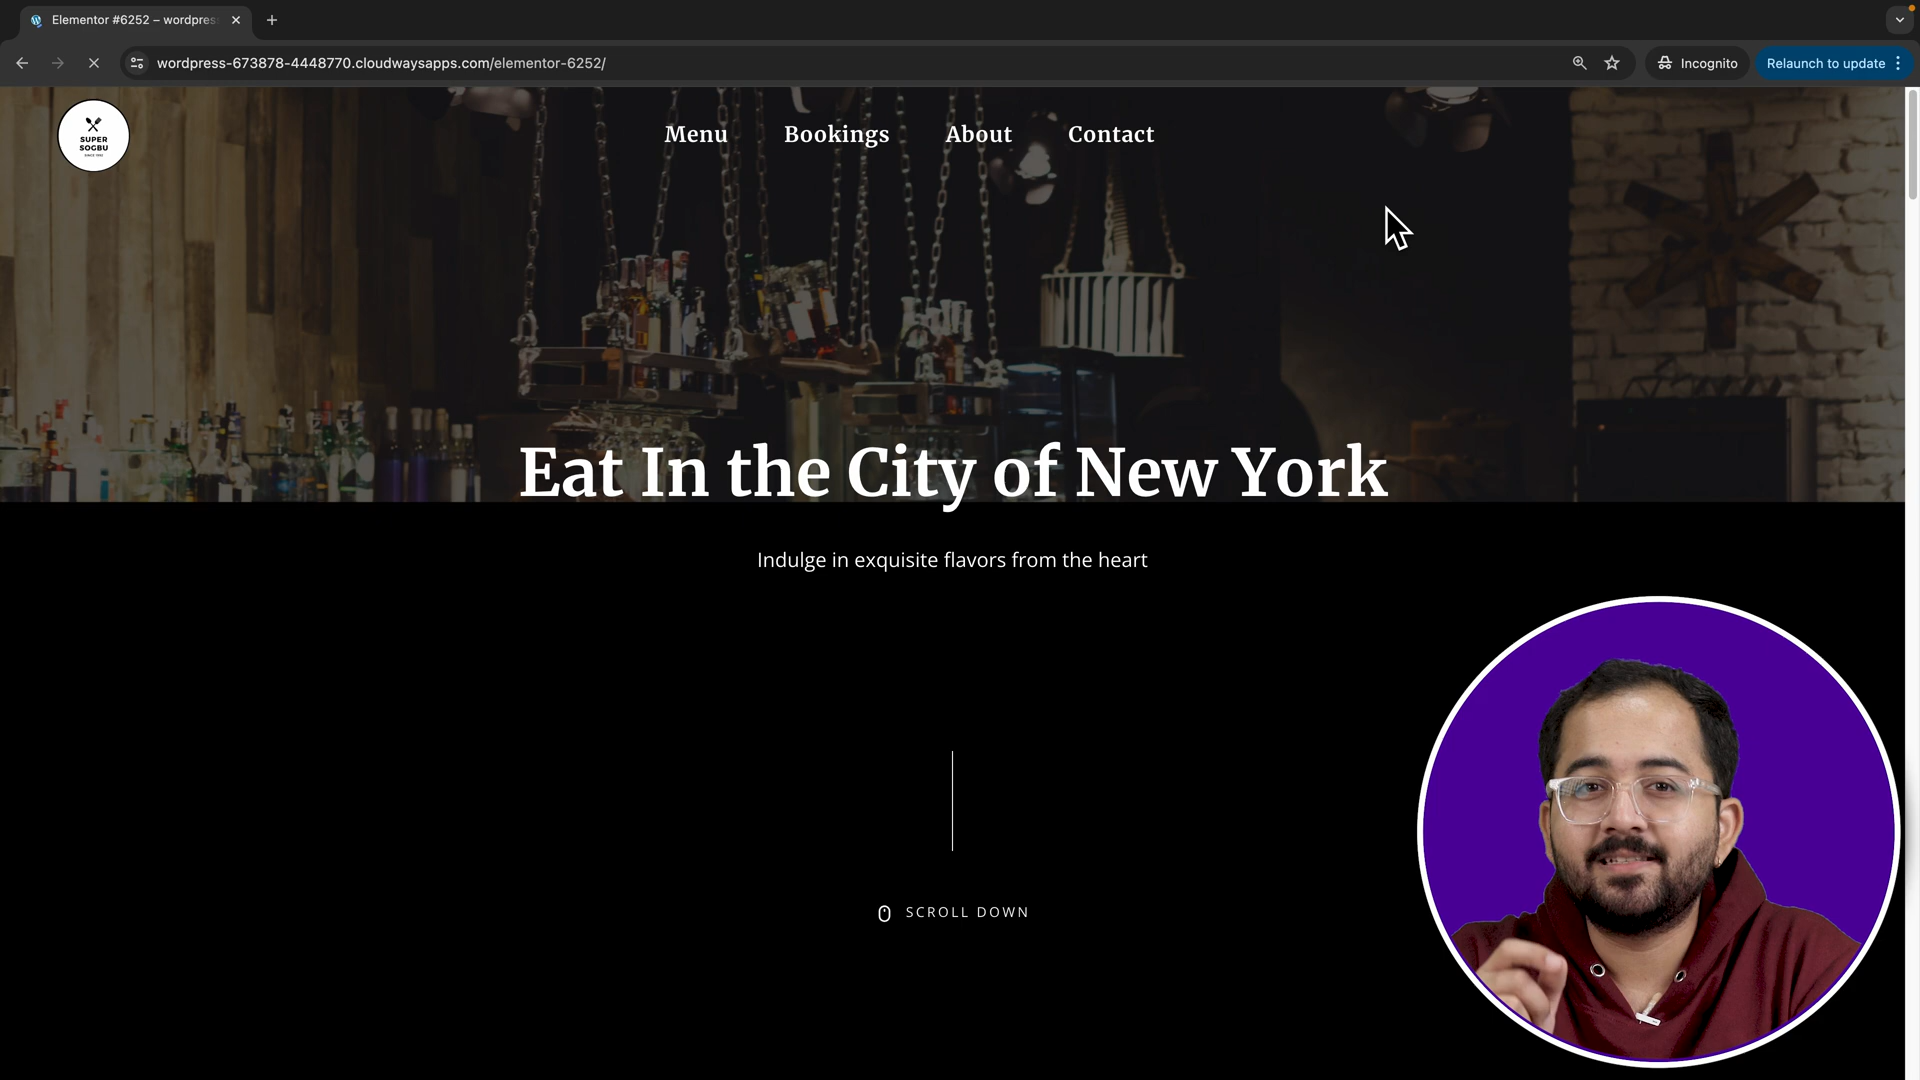 Elementor #6252 – wordpres
wordpress-673878-4448770.cloudwaysapps.com/elementor-6252/
Incognito
Relaunch to update
SUPER
SOGBU
Menu
Bookings
About
Contact
Eat In the City of New York
Indulge in exquisite flavors from the heart
SCROLL DOWN